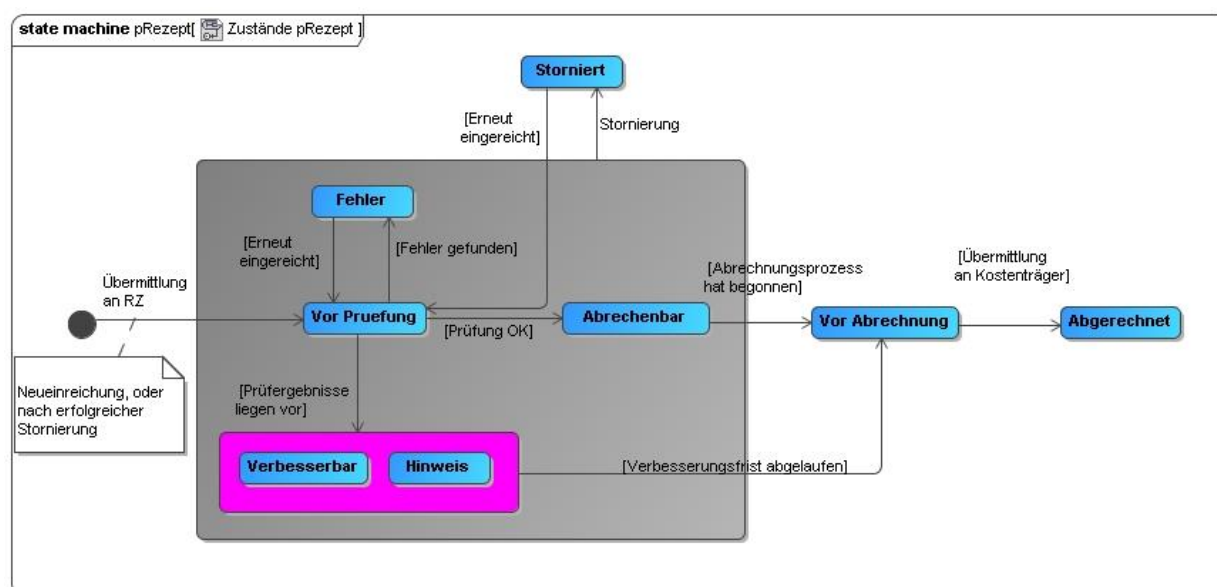 state machine pRezept[ Zustände pRezept ]
Storniert
[Erneut
eingereicht]
Stornierung
Fehler
[Erneut
eingereicht]
[Fehler gefunden]
Übermittlung
an RZ
Vor Pruefung
[Prüfung OK]
Abrechenbar
[Abrechnungsprozess
hat begonnen]
Vor Abrechnung
[Übermittlung
an Kostenträger]
Abgerechnet
Neueinreichung, oder
nach erfolgreicher
Stornierung
[Prüfergebnisse
liegen vor]
Verbesserbar
Hinweis
[Verbesserungsfrist abgelaufen]